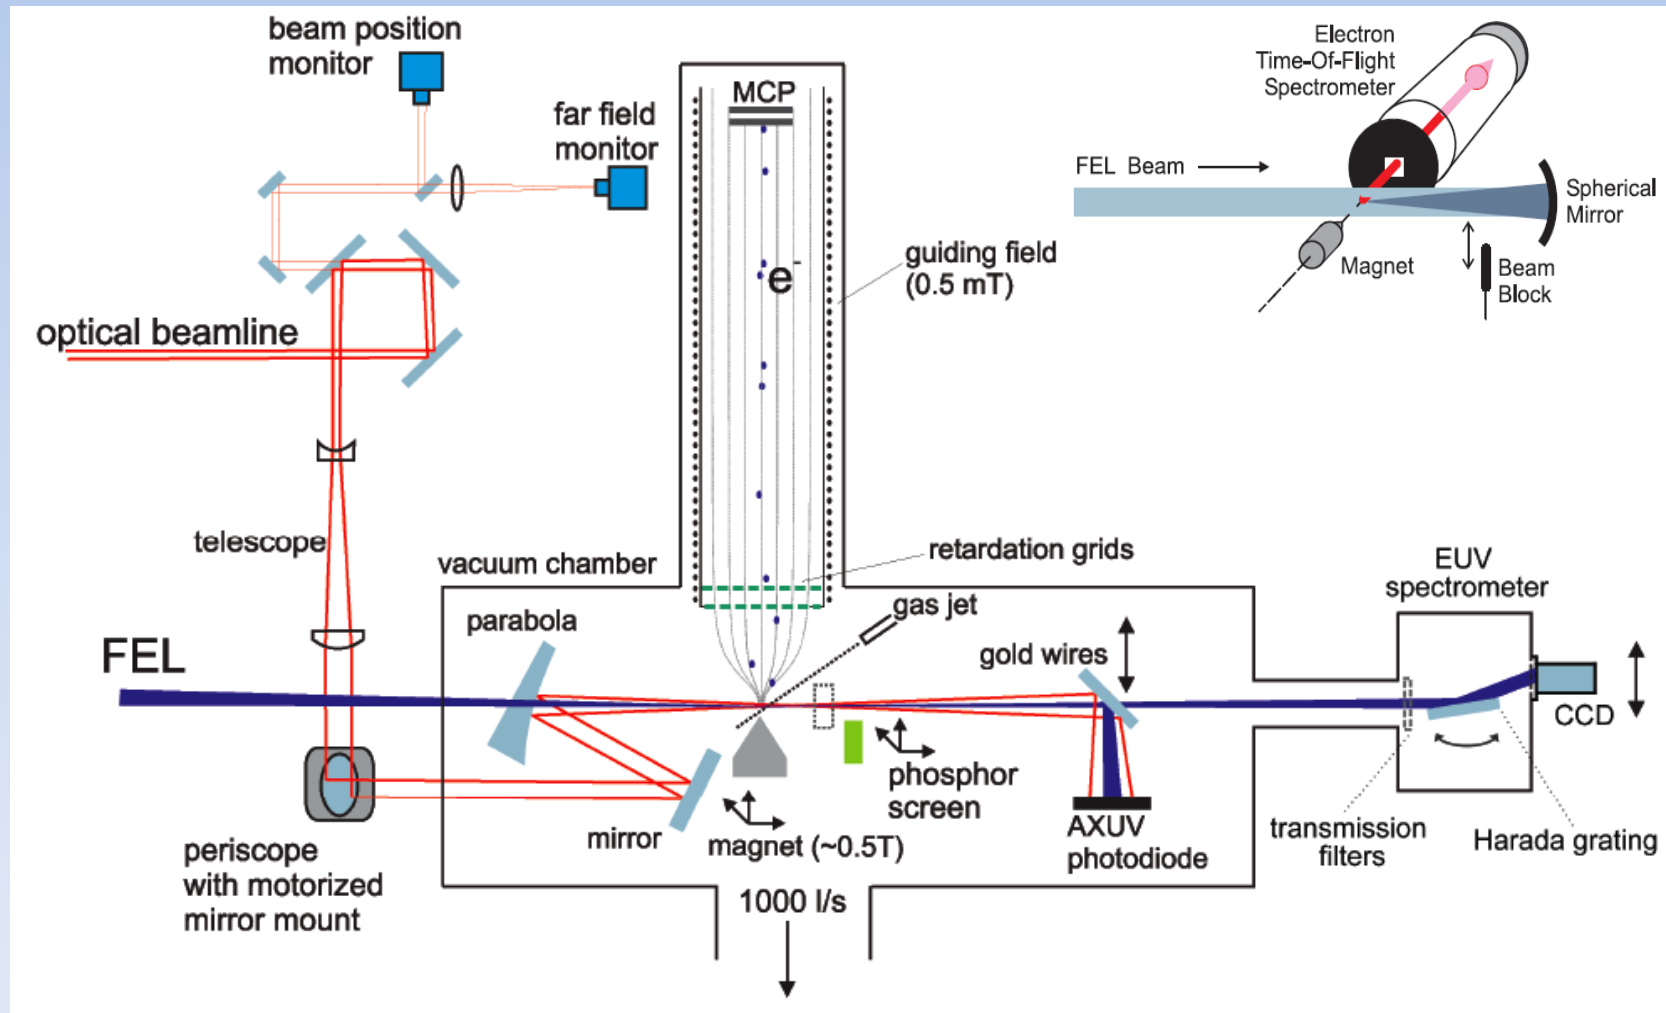 beam position
monitor
far field
monitor
MCP
e-
guiding field
(0.5 mT)
optical beamline
telescope
vacuum chamber
retardation grids
parabola
gas jet
FEL
gold wires
EUV
spectrometer
CCD
phosphor
screen
mirror
magnet (~0.5T)
AXUV
photodiode
transmission
filters
Harada grating
periscope
with motorized
mirror mount
1000 l/s
Electron
Time-Of-Flight
Spectrometer
FEL Beam
Spherical
Mirror
Magnet
Beam
Block